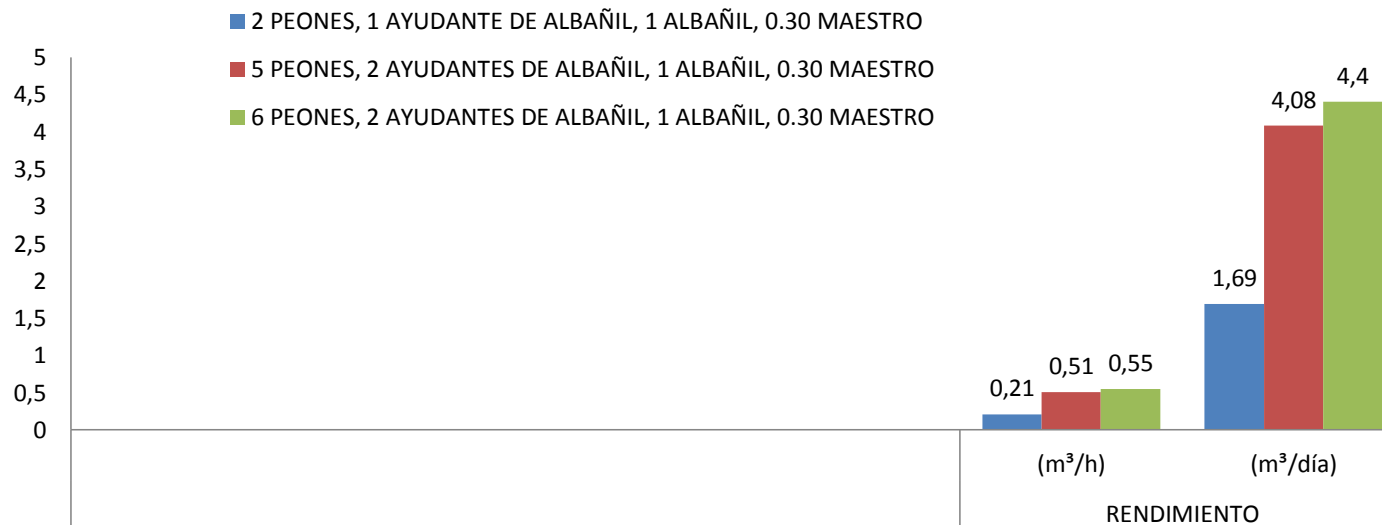 2 PEONES, 1 AYUDANTE DE ALBAÑIL, 1 ALBAÑIL, 0.30 MAESTRO
5 PEONES, 2 AYUDANTES DE ALBAÑIL, 1 ALBAÑIL, 0.30 MAESTRO
6 PEONES, 2 AYUDANTES DE ALBAÑIL, 1 ALBAÑIL, 0.30 MAESTRO
5
4,5
4
3,5
3
2,5
2
1,5
1
0,5
0
0,21
0,51
0,55
1,69
4,08
4,4
(m³/h)
(m³/día)
RENDIMIENTO